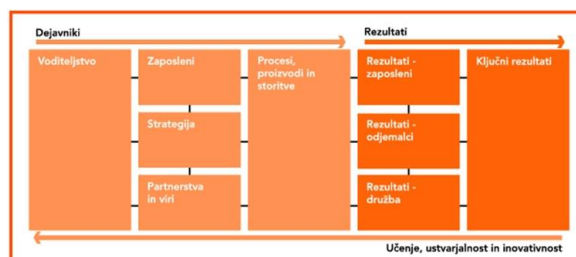 Dejavniki
Rezultati
Voditeljstvo
Zaposleni
Procesi,
proizvodi in
storitve
Rezultati -
zaposleni
Ključni rezultati
Strategija
Rezultati -
odjemalci
Partnerstva
in viri
Rezultati -
družba
Učenje, ustvarjalnost in inovativnost